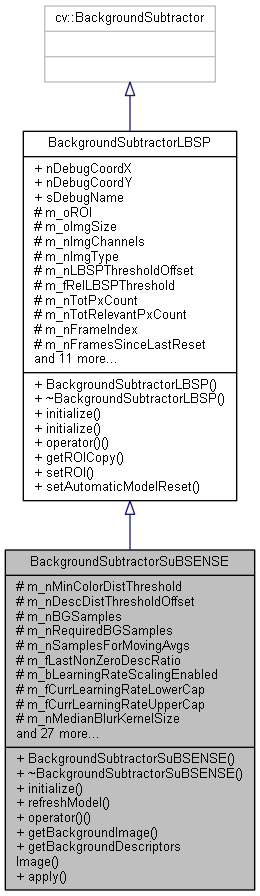 cv::BackgroundSubtractor
BackgroundSubtractorLBSP
+ nDebugCoordX
+ nDebugCoordY
+ sDebugName
# m_oROI
# m_oImgSize
# m_nImgChannels
# m_nImgType
# m_nLBSPThresholdOffset
# m_fRelLBSPThreshold
# m_nTotPxCount
# m_nTotRelevantPxCount
# m_nFrameIndex
# m_nFramesSinceLastReset
and 11 more...
+ BackgroundSubtractorLBSP()
+ ~BackgroundSubtractorLBSP()
+ initialize()
+ initialize()
+ operator()()
+ getROICopy()
+ setROI()
+ setAutomaticModelReset()
BackgroundSubtractorSuBSENSE
# m_nMinColorDistThreshold
# m_nDescDistThresholdOffset
# m_nBGSamples
# m_nRequiredBGSamples
# m_nSamplesForMovingAvgs
# m_fLastNonZeroDescRatio
# m_bLearningRateScalingEnabled
# m_fCurrLearningRateLowerCap
# m_fCurrLearningRateUpperCap
# m_nMedianBlurKernelSize
and 27 more...
+ BackgroundSubtractorSuBSENSE()
+ ~BackgroundSubtractorSuBSENSE()
+ initialize()
+ refreshModel()
+ operator()()
+ getBackgroundImage()
+ getBackgroundDescriptors
Image()
+ apply()